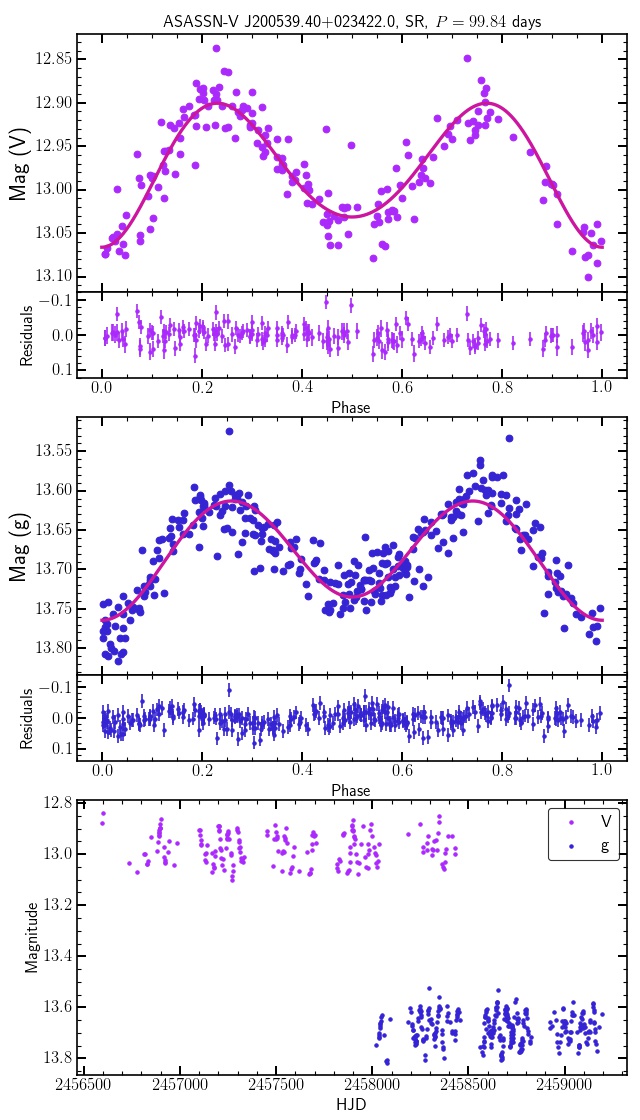 ASASSN-V J200539.40+023422.0, SR, P = 99.84 days
Mag (V)
12.85
12.90
12.95
13.00
13.05
13.10
Residuals
−0.1
0.0
0.1
0.0 0.2 0.4 0.6 0.8 1.0
Phase
Mag (g)
13.55
13.60
13.65
13.70
13.75
13.80
Residuals
−0.1
0.0
0.1
0.0 0.2 0.4 0.6 0.8 1.0
Phase
Magnitude
12.8
13.0
13.2
13.4
13.6
13.8
V
g
2456500 2457000 2457500 2458000 2458500 2459000
HJD